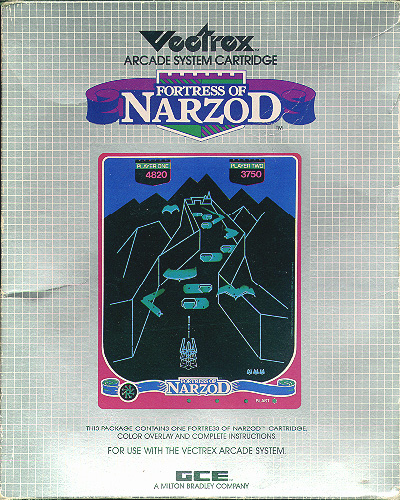 Vectrex™
ARCADE SYSTEM CARTRIDGE
FORTRESS OF
NARZOD
TM
PLAYER ONE
4820
PLAYER TWO
3750
FORTRESS OF
NARZOD
BLAST
THIS PACKAGE CONTAINS ONE FORTRESS OF NARZOD™ CARTRIDGE,
COLOR OVERLAY AND COMPLETE INSTRUCTIONS
FOR USE WITH THE VECTREX ARCADE SYSTEM.
GCE
A MILTON BRADLEY COMPANY